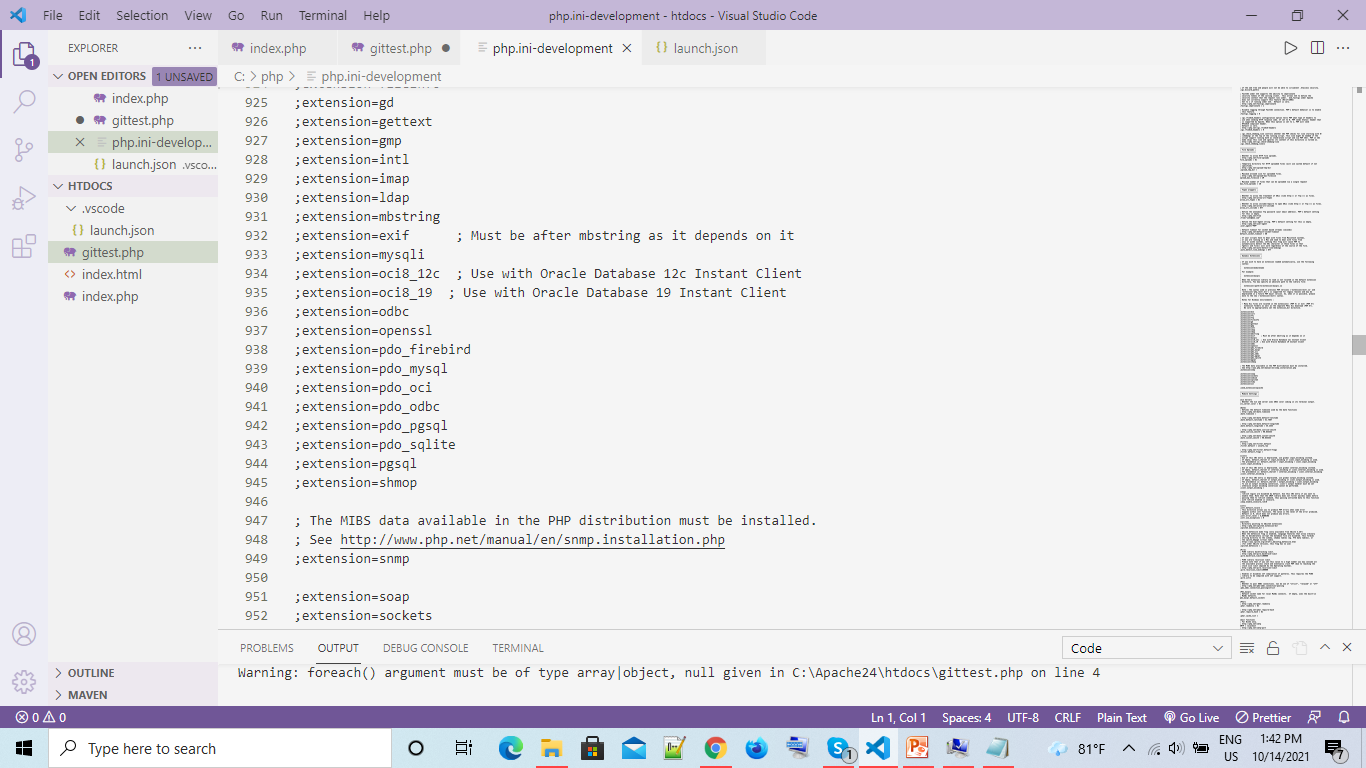 File Edit Selection View Go Run Terminal Help
php.ini-development - htdocs - Visual Studio Code
EXPLORER
OPEN EDITORS 1 UNSAVED
index.php
gittest.php
php.ini-develop...
launch.json .vsco...
HTDOCS
.vscode
launch.json
gittest.php
index.html
index.php
OUTLINE
MAVEN
1
index.php gittest.php php.ini-development launch.json
C: > php > php.ini-development
925 ;extension=gd
926 ;extension=gettext
927 ;extension=gmp
928 ;extension=intl
929 ;extension=imap
930 ;extension=ldap
931 ;extension=mbstring
932 ;extension=exif      ; Must be after mbstring as it depends on it
933 ;extension=mysqli
934 ;extension=oci8_12c  ; Use with Oracle Database 12c Instant Client
935 ;extension=oci8_19  ; Use with Oracle Database 19 Instant Client
936 ;extension=odbc
937 ;extension=openssl
938 ;extension=pdo_firebird
939 ;extension=pdo_mysql
940 ;extension=pdo_oci
941 ;extension=pdo_odbc
942 ;extension=pdo_pgsql
943 ;extension=pdo_sqlite
944 ;extension=pgsql
945 ;extension=shmop
946
947 ; The MIBS data available in the PHP distribution must be installed.
948 ; See http://www.php.net/manual/en/snmp.installation.php
949 ;extension=snmp
950
951 ;extension=soap
952 ;extension=sockets
PROBLEMS OUTPUT DEBUG CONSOLE TERMINAL Code
Warning: foreach() argument must be of type array|object, null given in C:\Apache24\htdocs\gittest.php on line 4
0 0 Ln 1, Col 1 Spaces: 4 UTF-8 CRLF Plain Text Go Live Prettier
Type here to search
1
81°F
ENG
US
1:42 PM
10/14/2021
7